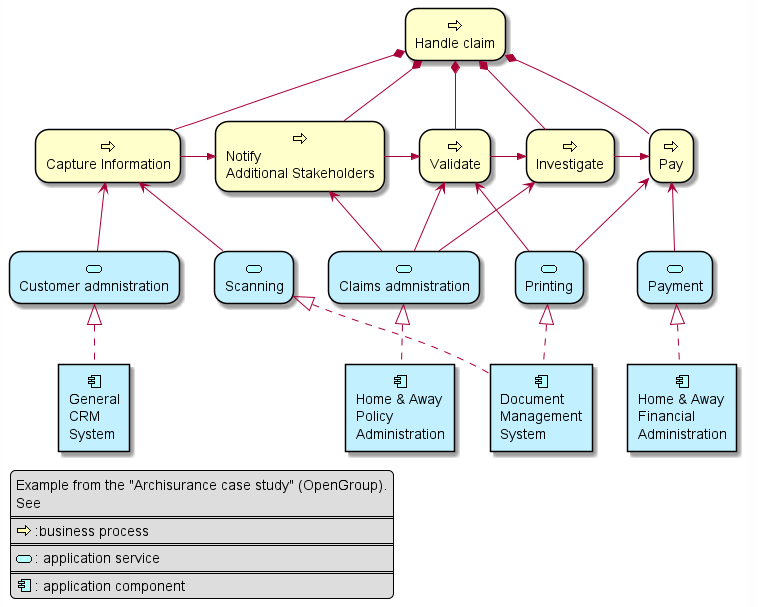 Handle claim
Capture Information
Notify
Additional Stakeholders
Validate
Investigate
Pay
Customer admnistration
Scanning
Claims admnistration
Printing
Payment
General
CRM
System
Home & Away
Policy
Administration
Document
Management
System
Home & Away
Financial
Administration
Example from the "Archisurance case study" (OpenGroup).
See
:business process
: application service
: application component